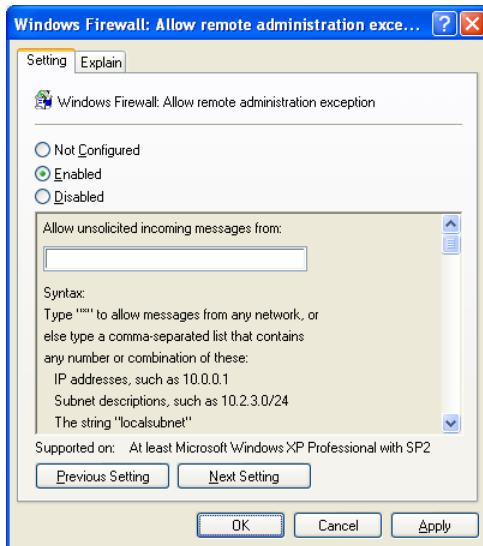 Windows Firewall: Allow remote administration exce...
Setting
Explain
Windows Firewall: Allow remote administration exception
Not Configured
Enabled
Disabled
Allow unsolicited incoming messages from:
Syntax:
Type "*" to allow messages from any network, or
else type a comma-separated list that contains
any number or combination of these:
IP addresses, such as 10.0.0.1
Subnet descriptions, such as 10.2.3.0/24
The string "localsubnet"
Supported on: At least Microsoft Windows XP Professional with SP2
Previous Setting
Next Setting
OK
Cancel
Apply